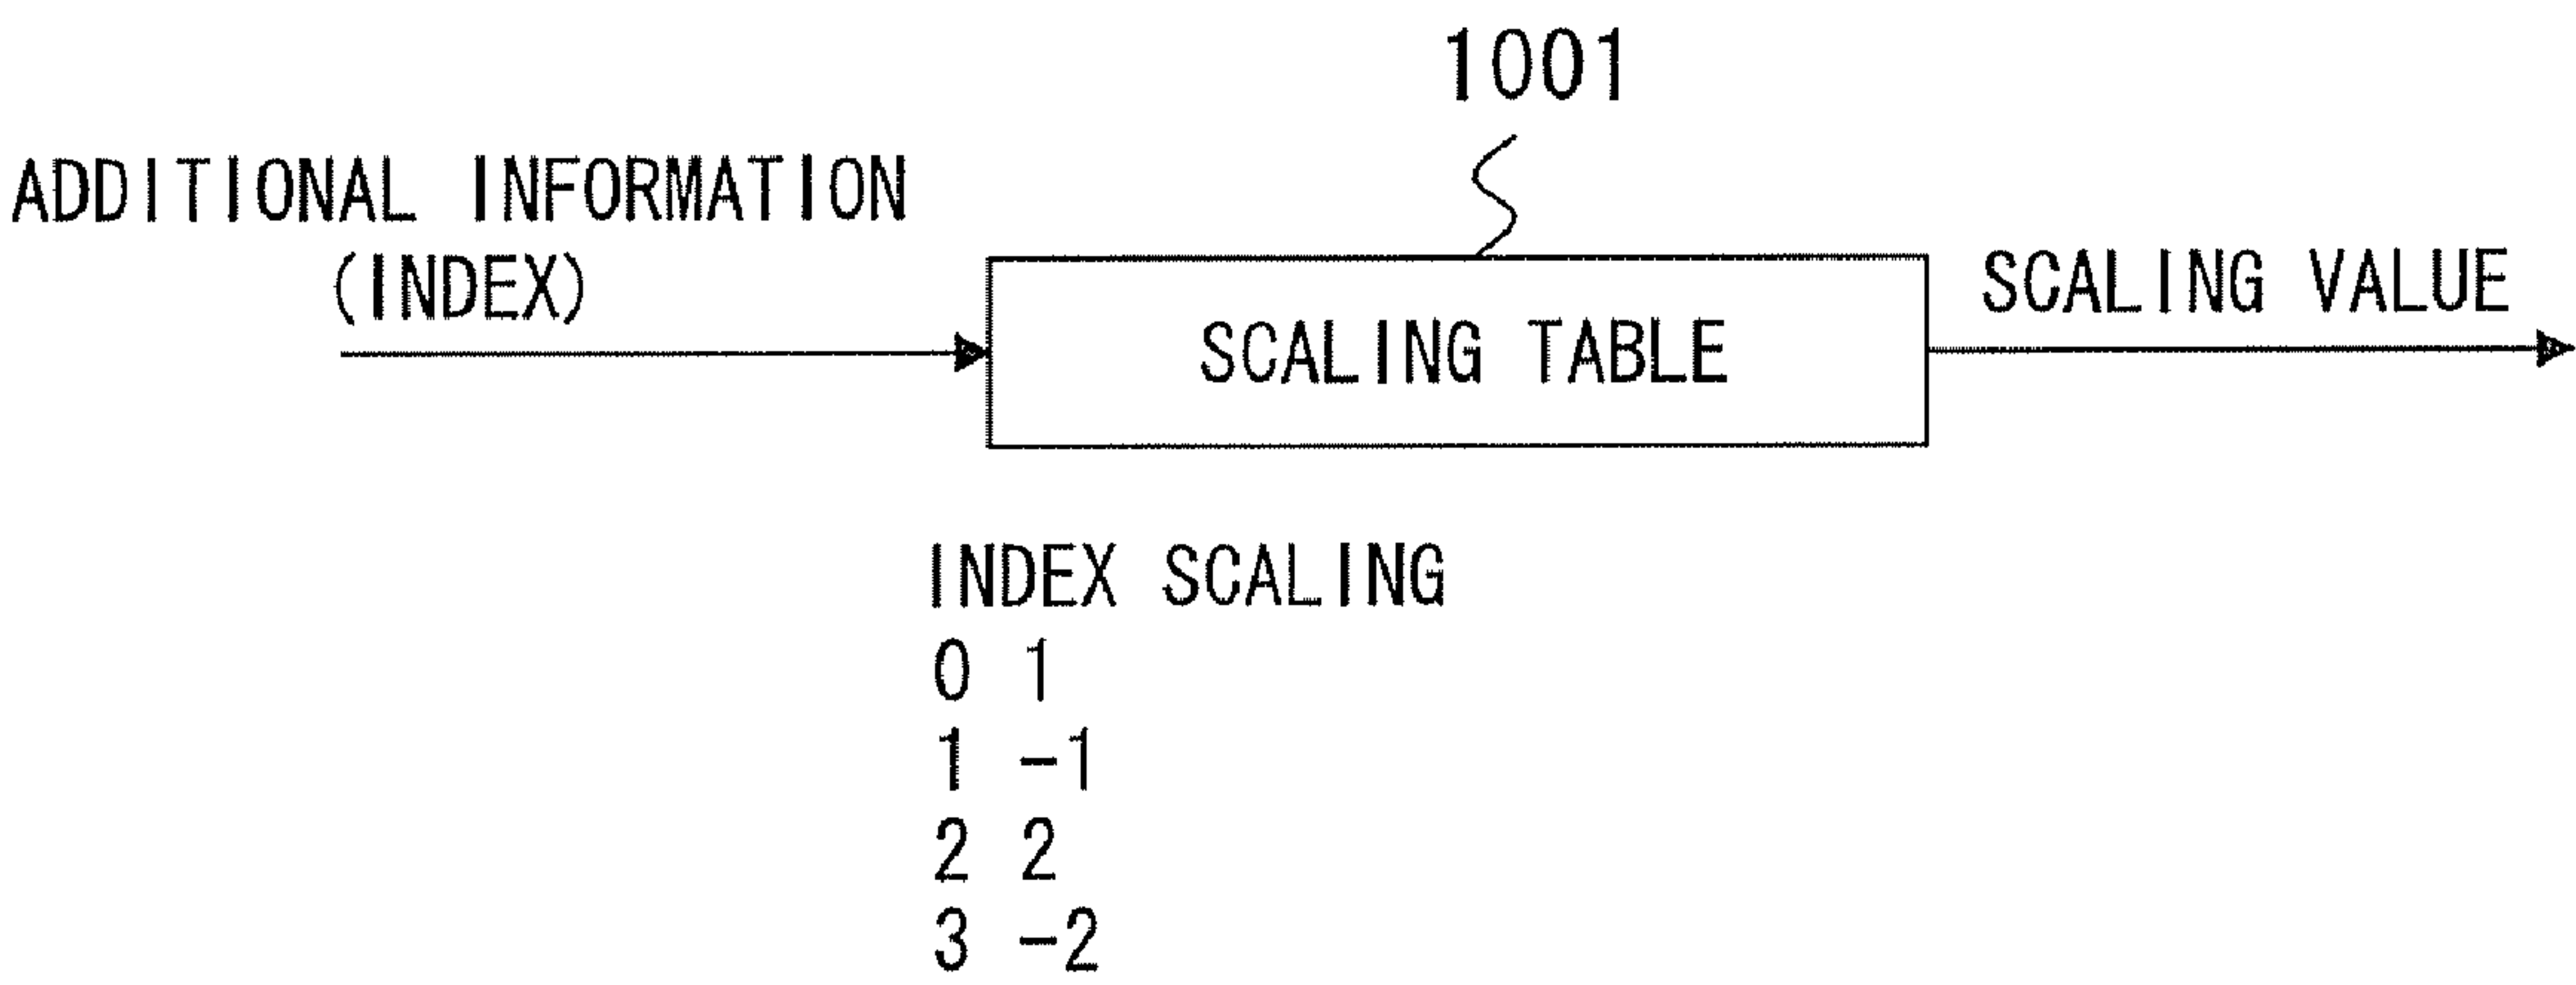 1001
ADDITIONAL INFORMATION
(INDEX)
SCALING TABLE
SCALING VALUE
INDEX SCALING
0 1
1 -1
2 2
3 -2